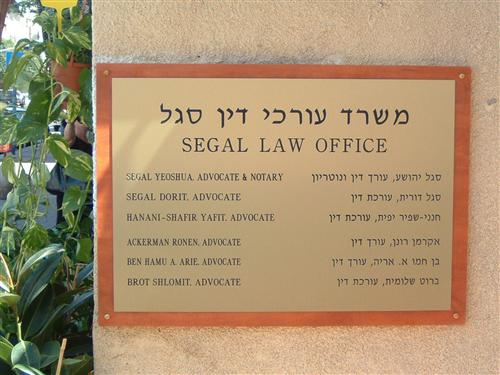 משרד עורכי דין סגל
SEGAL LAW OFFICE
SEGAL YEOSHUA, ADVOCATE & NOTARY סגל יהושע, עורך דין ונוטריון
SEGAL DORIT, ADVOCATE סגל דורית, עורכת דין
HANANI-SHAFIR YAFIT, ADVOCATE חנני-שפיר יפית, עורכת דין
ACKERMAN RONEN, ADVOCATE אקרמן רונן, עורך דין
BEN HAMU A. ARIE, ADVOCATE בן חמו א. אריה, עורך דין
BROT SHLOMIT, ADVOCATE ברוט שלומית, עורכת דין